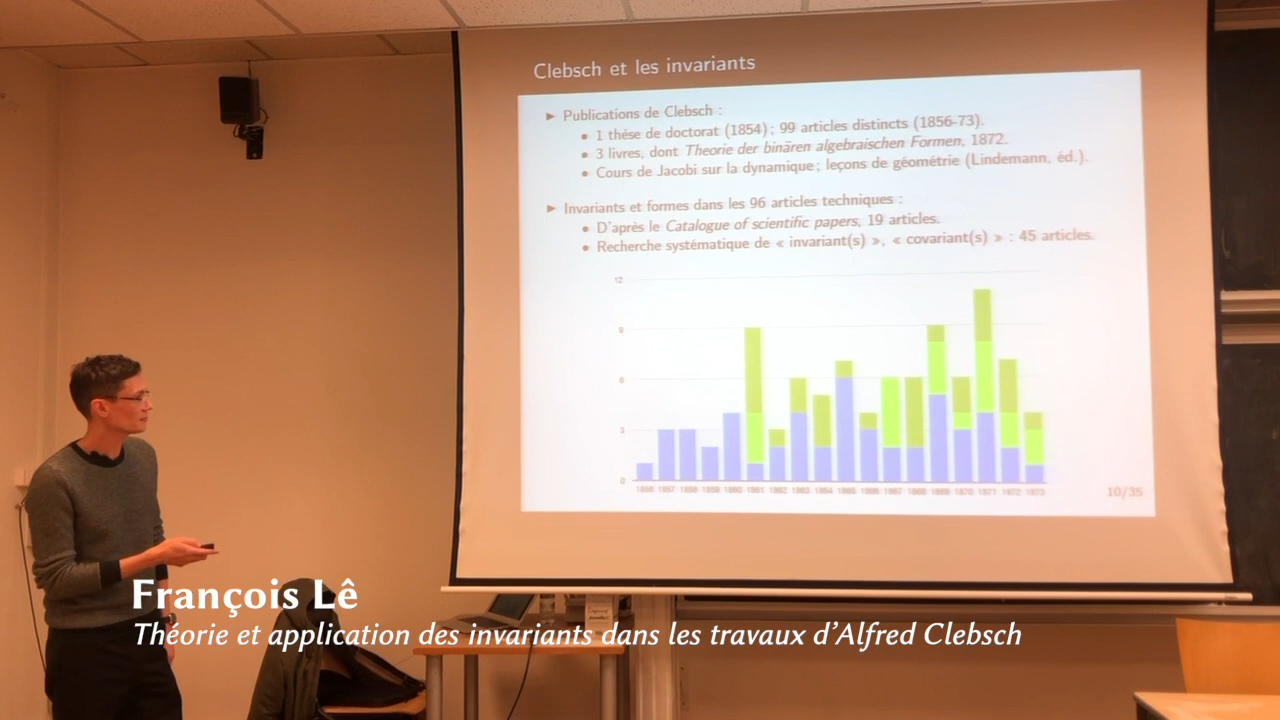 Clebsch et les invariants
► Publications de Clebsch :
• 1 thèse de doctorat (1854) ; 99 articles distincts (1856-73).
• 3 livres, dont Theorie der binären algebraischen Formen, 1872.
• Cours de Jacobi sur la dynamique ; leçons de géométrie (Lindemann, éd.).
► Invariants et formes dans les 96 articles techniques :
• D'après le Catalogue of scientific papers, 19 articles.
• Recherche systématique de « invariant(s) », « covariant(s) » : 45 articles.
12
9
6
3
0
1856 1857 1858 1859 1860 1861 1862 1863 1864 1865 1866 1867 1868 1869 1870 1871 1872 1873
10/35
François Lê
Théorie et application des invariants dans les travaux d'Alfred Clebsch